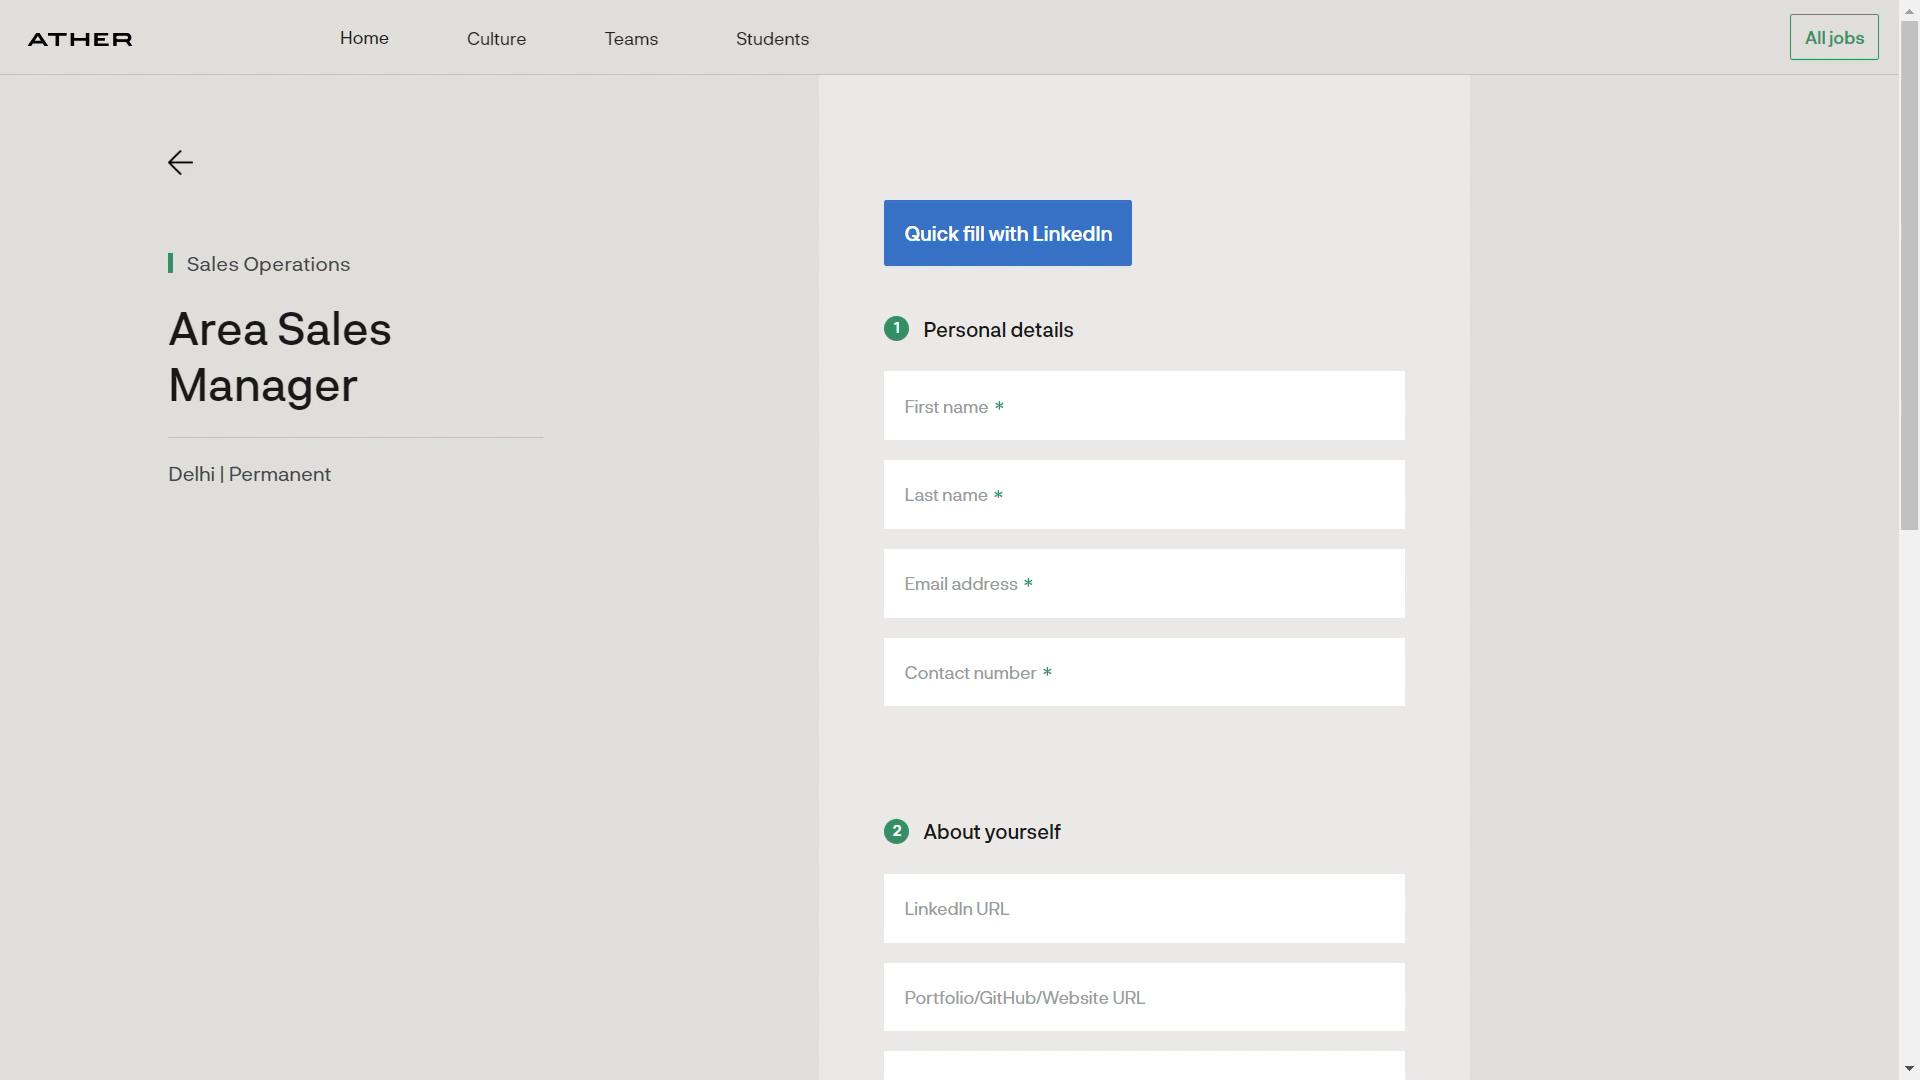 ATHER
Home
Culture
Teams
Students
All jobs
Sales Operations
Area Sales
Manager
Delhi | Permanent
Quick fill with LinkedIn
1 Personal details
First name *
Last name *
Email address *
Contact number *
2 About yourself
LinkedIn URL
Portfolio/GitHub/Website URL